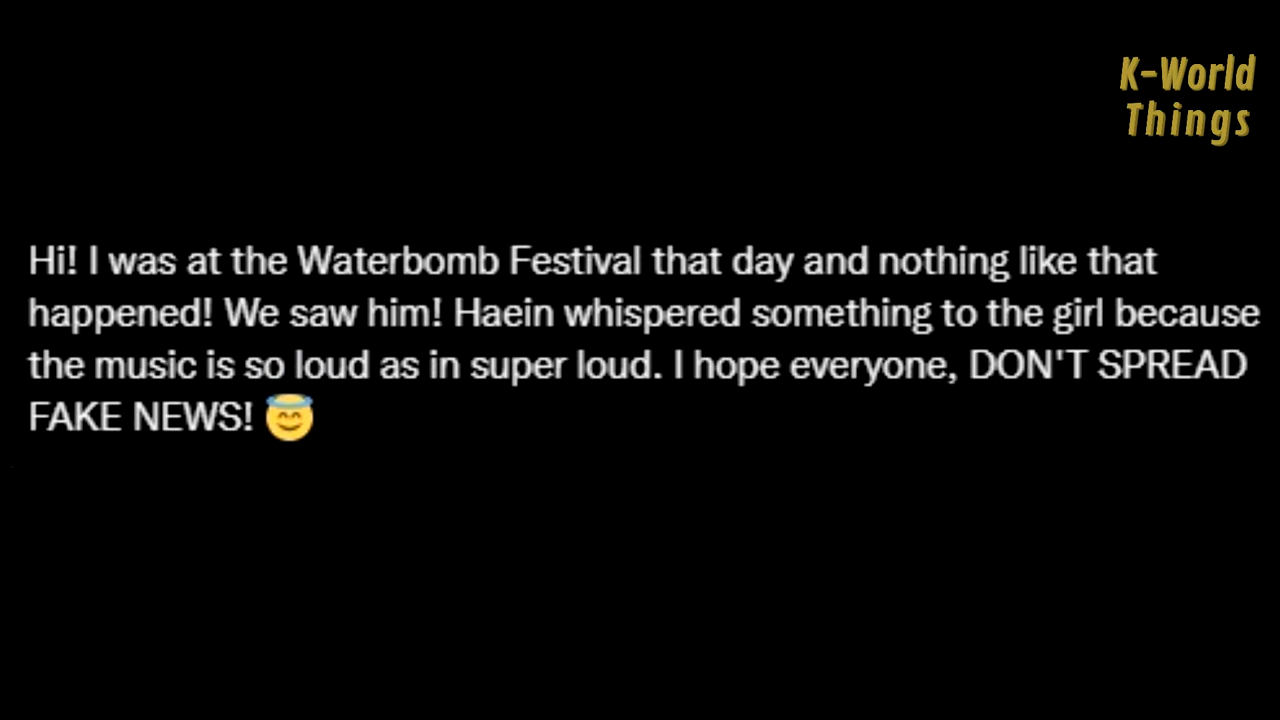 K-World
Things
Hi! I was at the Waterbomb Festival that day and nothing like that
happened! We saw him! Haein whispered something to the girl because
the music is so loud as in super loud. I hope everyone, DON'T SPREAD
FAKE NEWS! 😇